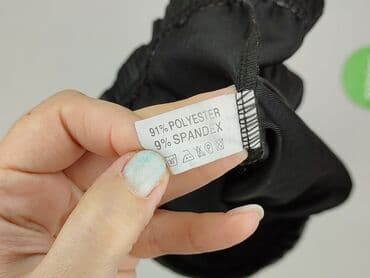 91% POLYESTER
9% SPANDEX